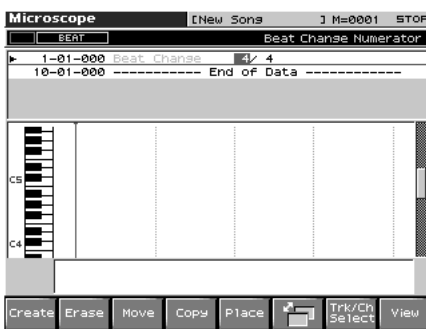 Microscope [New Song ] M=0001 STOP
BEAT Beat Change Numerator
1-01-000 Beat Change 4/ 4
10-01-000 ----------- End of Data ------------
C5
C4
Create Erase Move Copy Place Trk/Ch Select View